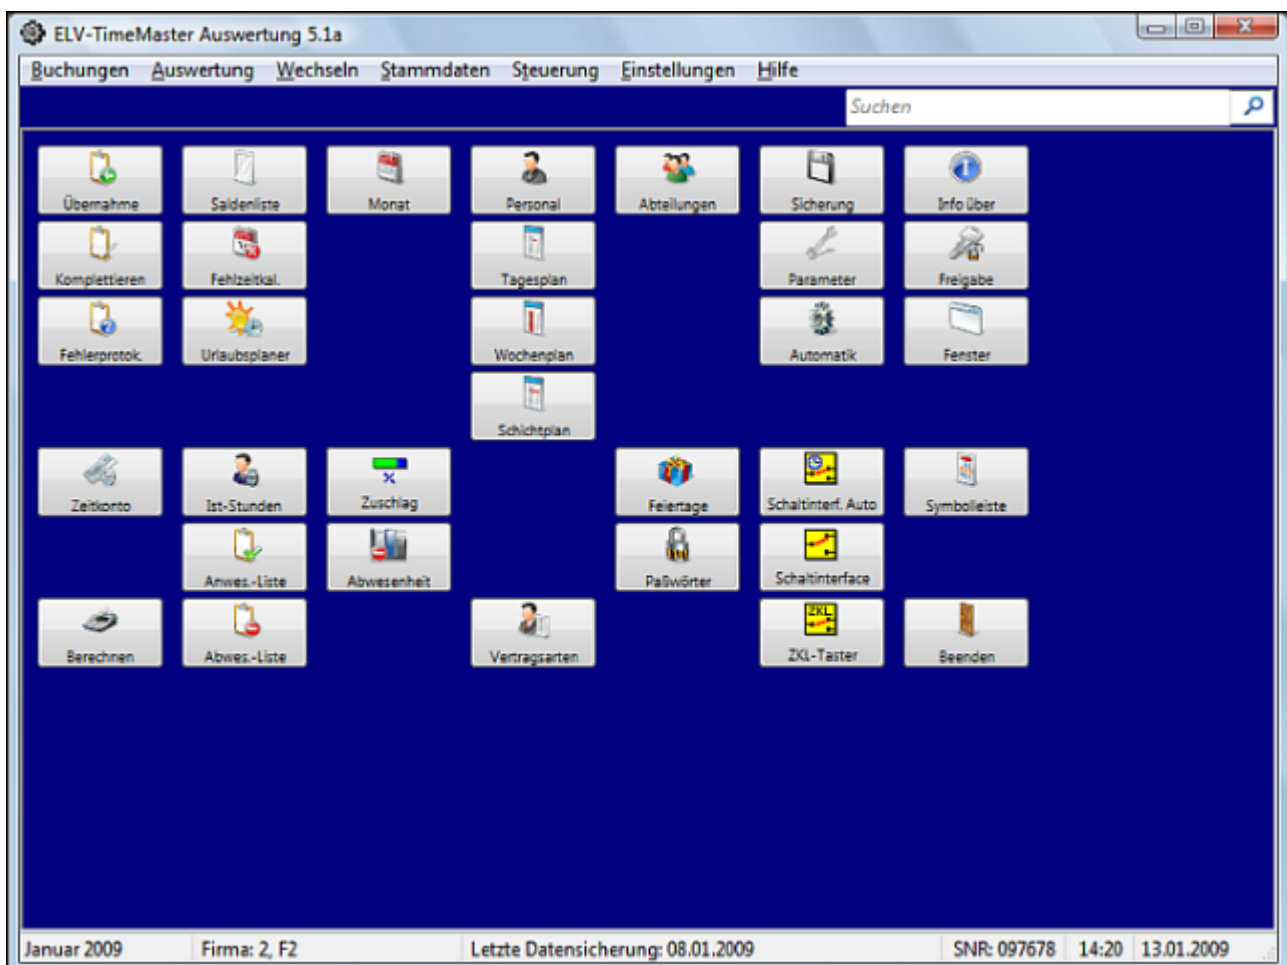 ELV-TimeMaster Auswertung 5.1a
Buchungen Auswertung Wechseln Stammdaten Steuerung Einstellungen Hilfe
Suchen
Übernahme Saldenliste Monat Personal Abteilungen Sicherung Info über
Komplettieren Fehlzeitkal. Tagesplan Parameter Freigabe
Fehlerprotok. Urlaubsplaner Wochenplan Automatik Fenster
Schichtplan
Zeitkonto Ist-Stunden Zuschlag Feiertage Schaltinterf. Auto Symbolleiste
Anwes.-Liste Abwesenheit Paßwörter Schaltinterface
ZKL
Berechnen Abwes.-Liste Vertragsarten ZKL-Taster Beenden
Januar 2009 Firma: 2, F2 Letzte Datensicherung: 08.01.2009 SNR: 097678 14:20 13.01.2009